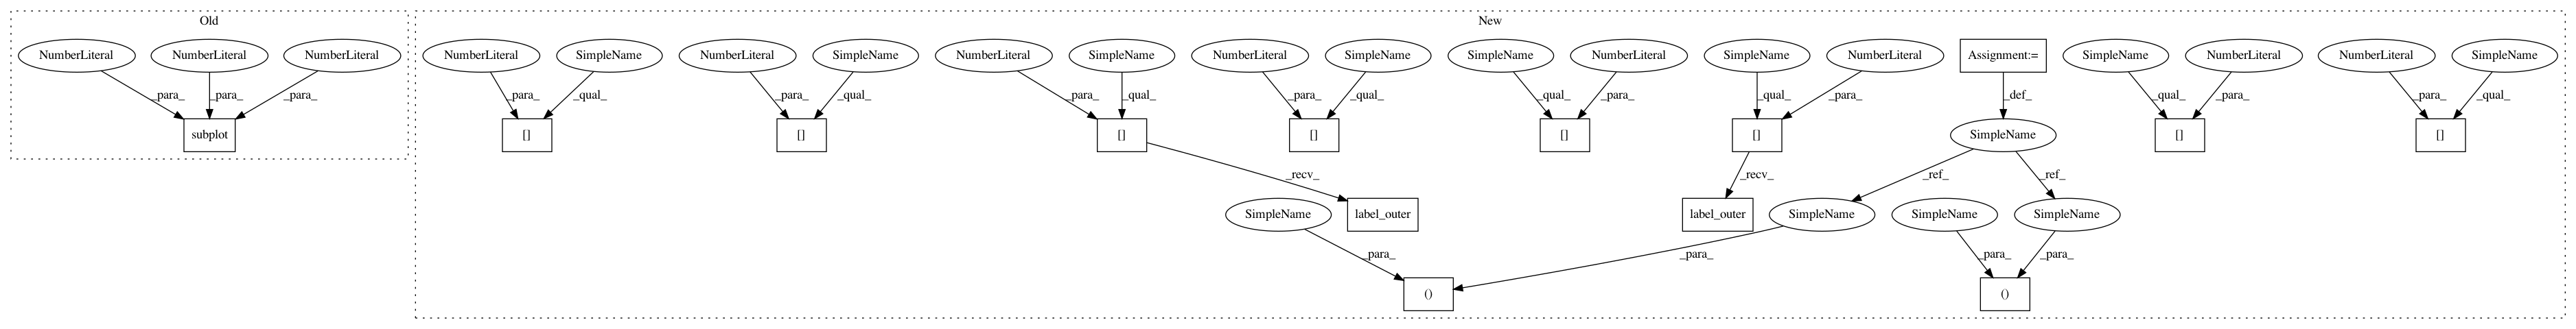 Old
New
NumberLiteral NumberLiteral NumberLiteral NumberLiteral SimpleName NumberLiteral SimpleName NumberLiteral SimpleName NumberLiteral SimpleName SimpleName NumberLiteral SimpleName NumberLiteral Assignment:= SimpleName NumberLiteral NumberLiteral SimpleName
_para_ _para_ _para_ _para_ _qual_ _para_ _qual_ _para_ _qual_ _para_ _qual_ _qual_ _para_ _qual_ _para_ _def_ _qual_ _para_ _para_ _qual_
subplot [] [] [] [] [] [] SimpleName [] []
_recv_ _recv_ _ref_ _ref_
SimpleName label_outer label_outer SimpleName SimpleName SimpleName
_para_ _para_ _para_ _para_
() ()